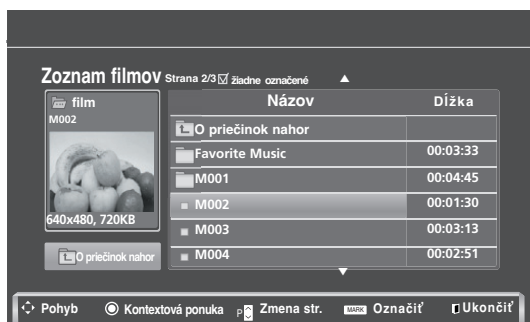 Zoznam filmov Strana 2/3 žiadne označené
film
M002
640x480, 720KB
O priečinok nahor
Názov Dĺžka
O priečinok nahor
Favorite Music 00:03:33
M001 00:04:45
M002 00:01:30
M003 00:03:13
M004 00:02:51
Pohyb Kontextová ponuka P Zmena str. MARK Označiť Ukončiť